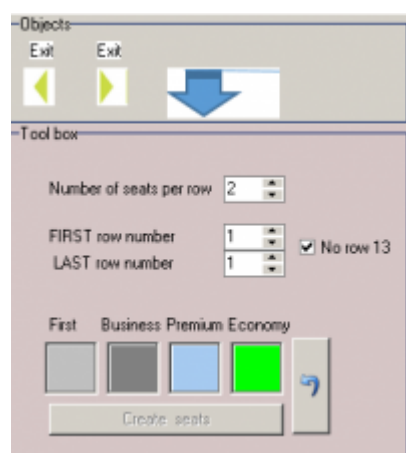 Objects
Exit Exit
Tool box
Number of seats per row 2
FIRST row number 1
No row 13
LAST row number 1
First Business Premium Economy
Create seats